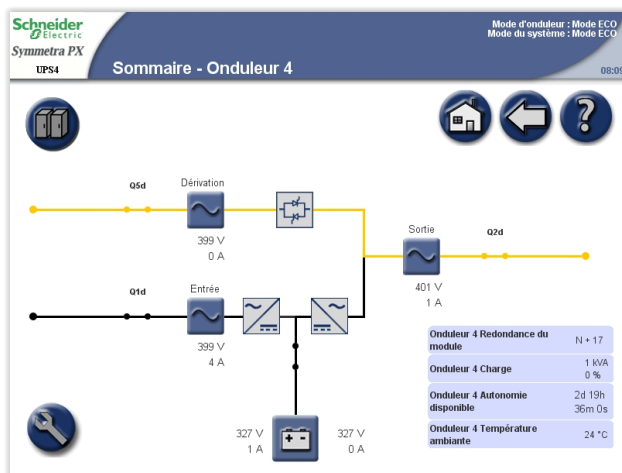 Schneider
Electric
Symmetra PX
UPS4
Sommaire - Onduleur 4
Mode d'onduleur : Mode ECO
Mode du système : Mode ECO
08:09
Q5d
Dérivation
399 V
0 A
Sortie
Q2d
401 V
1 A
Q1d
Entrée
399 V
4 A
Onduleur 4 Redondance du
module
N + 17
Onduleur 4 Charge
1 kVA
0 %
Onduleur 4 Autonomie
disponible
2d 19h
36m 0s
Onduleur 4 Température
ambiante
24 °C
327 V
1 A
327 V
0 A